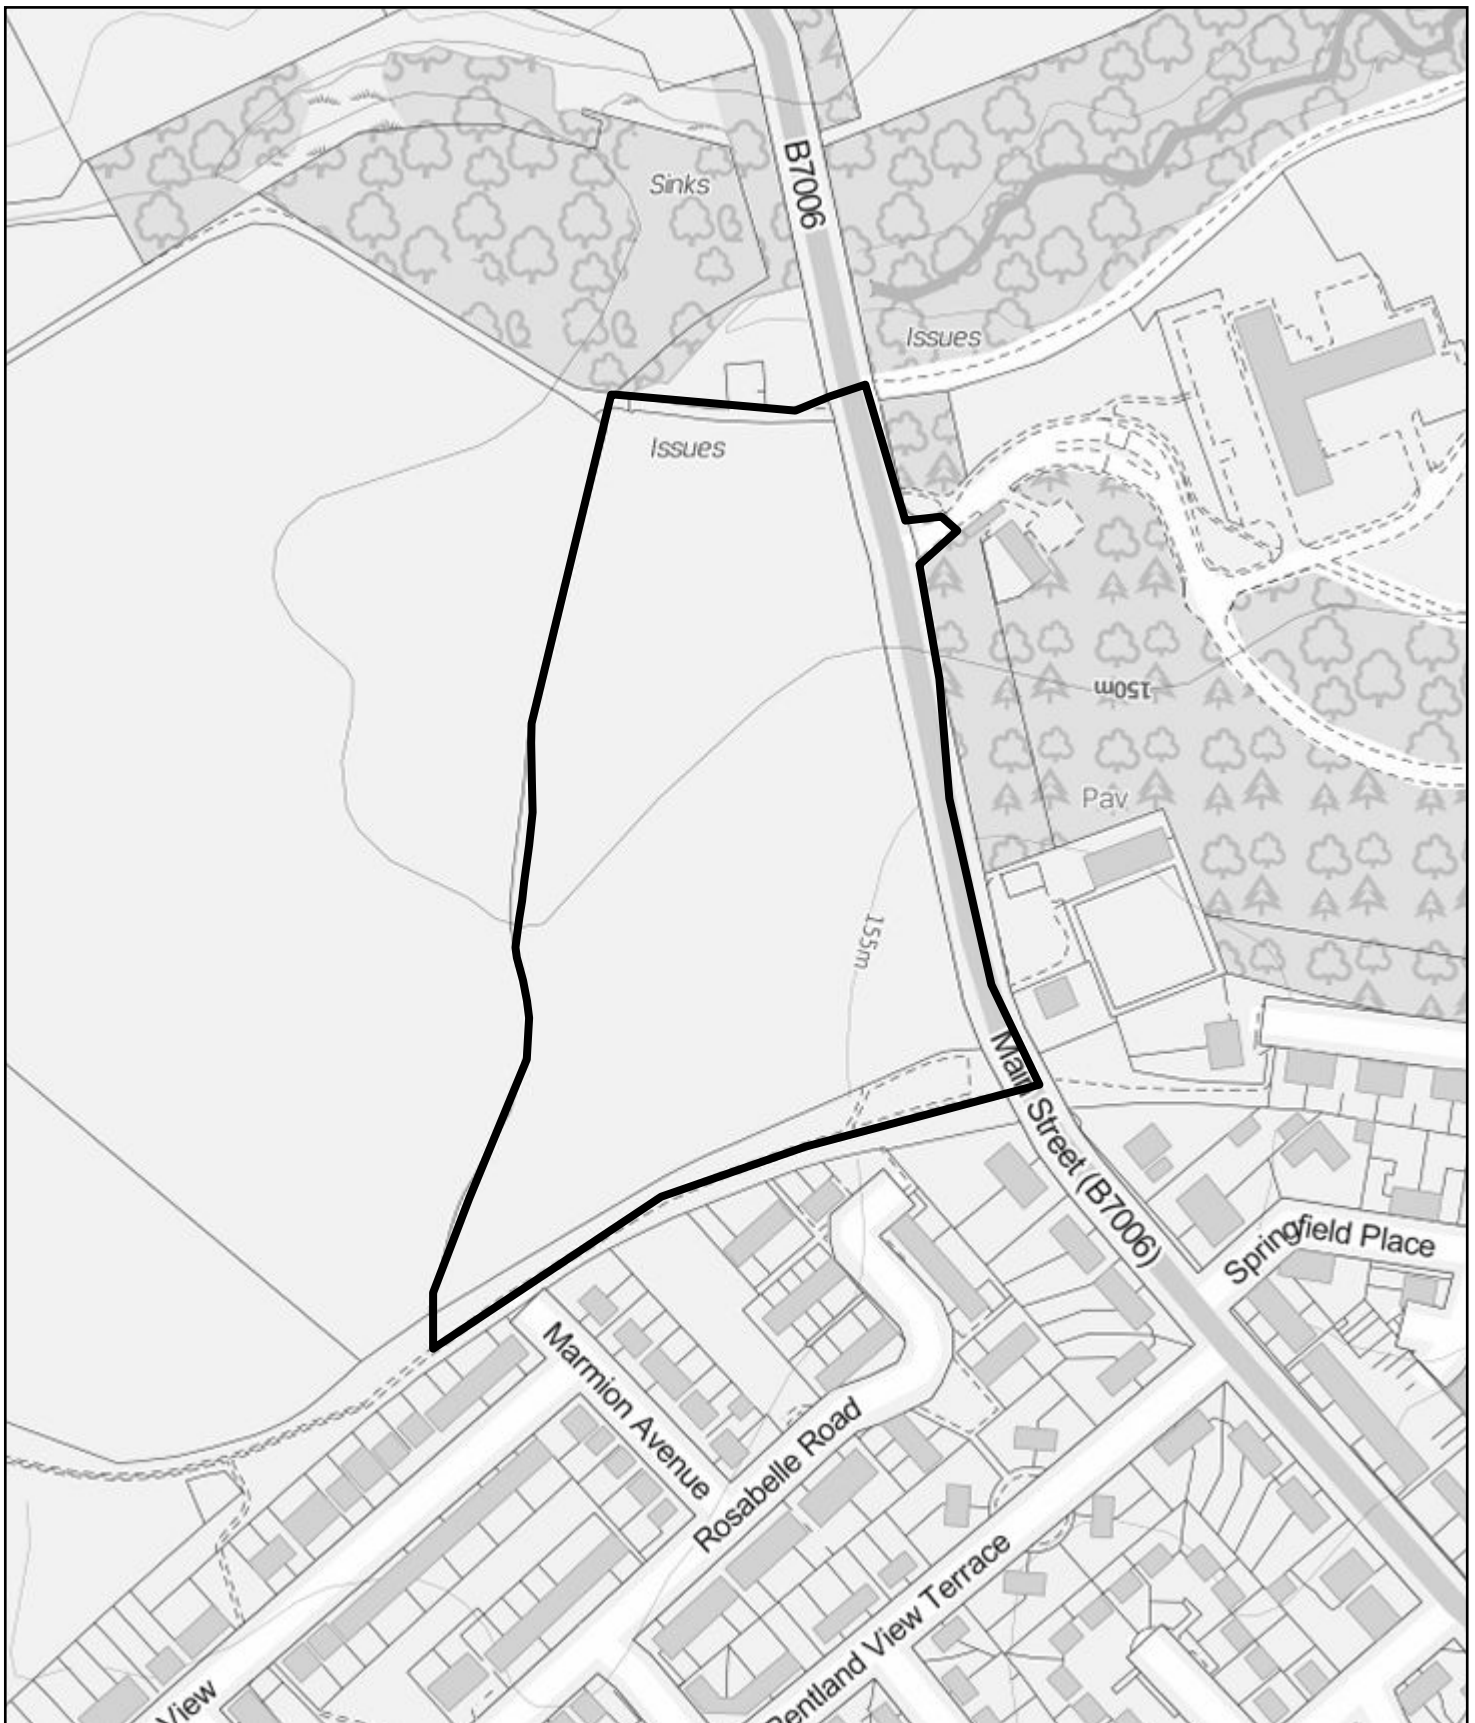 B7006
Sinks
Issues
Issues
150m
Pav
155m
Main Street (B7006)
Springfield Place
Marmion Avenue
Rosabelle Road
Pentland View Terrace
View